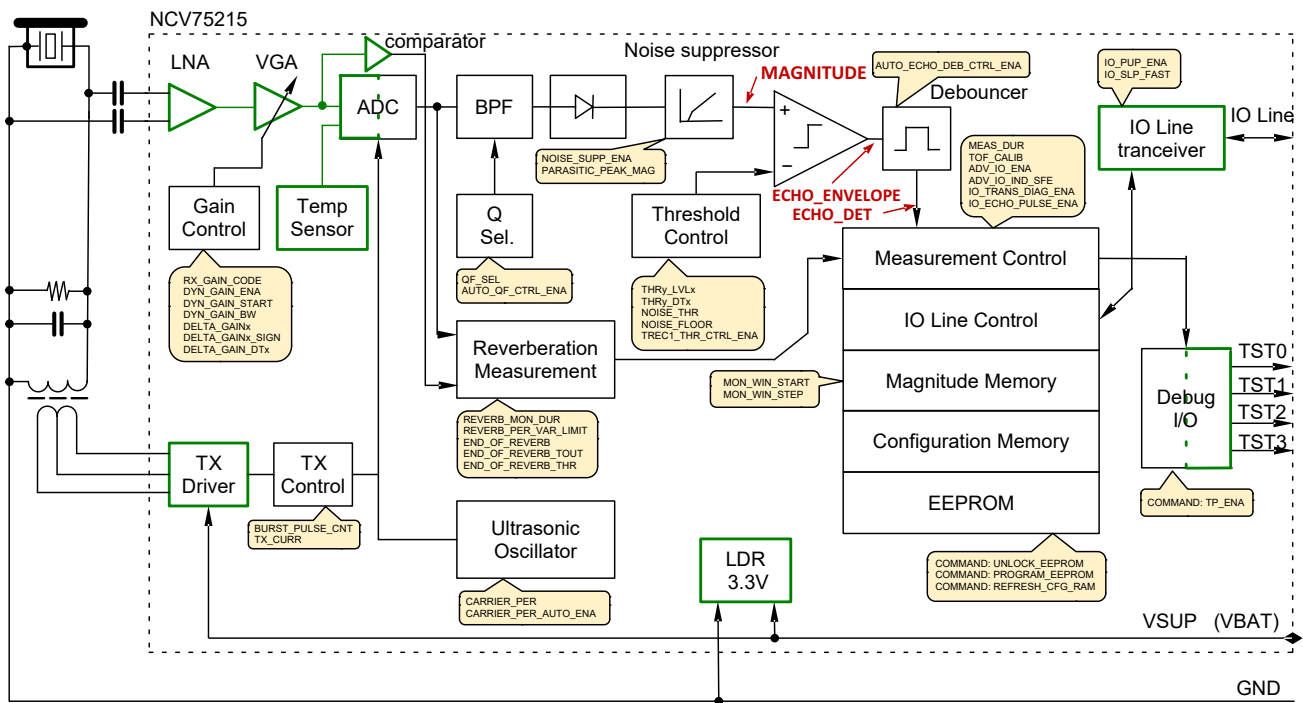 NCV75215
LNA
VGA
comparator
ADC
BPF
Noise suppressor
MAGNITUDE
AUTO_ECHO_DEB_CTRL_ENA
Debouncer
IO_PUP_ENA
IO_SLP_FAST
IO Line
IO Line
tranceiver
+
−
NOISE_SUPP_ENA
PARASITIC_PEAK_MAG
ECHO_ENVELOPE
ECHO_DET
MEAS_DUR
TOF_CALIB
ADV_IO_ENA
ADV_IO_IND_SFE
IO_TRANS_DIAG_ENA
IO_ECHO_PULSE_ENA
Gain
Control
Temp
Sensor
Q
Sel.
Threshold
Control
RX_GAIN_CODE
DYN_GAIN_ENA
DYN_GAIN_START
DYN_GAIN_BW
DELTA_GAINx
DELTA_GAINx_SIGN
DELTA_GAIN_DTx
QF_SEL
AUTO_QF_CTRL_ENA
THRy_LVLx
THRy_DTx
NOISE_THR
NOISE_FLOOR
TREC1_THR_CTRL_ENA
Measurement Control
IO Line Control
Magnitude Memory
Configuration Memory
EEPROM
Reverberation
Measurement
REVERB_MON_DUR
REVERB_PER_VAR_LIMIT
END_OF_REVERB
END_OF_REVERB_TOUT
END_OF_REVERB_THR
MON_WIN_START
MON_WIN_STEP
Debug
I/O
TST0
TST1
TST2
TST3
COMMAND: TP_ENA
TX
Driver
TX
Control
BURST_PULSE_CNT
TX_CURR
Ultrasonic
Oscillator
CARRIER_PER
CARRIER_PER_AUTO_ENA
LDR
3.3V
COMMAND: UNLOCK_EEPROM
COMMAND: PROGRAM_EEPROM
COMMAND: REFRESH_CFG_RAM
VSUP (VBAT)
GND